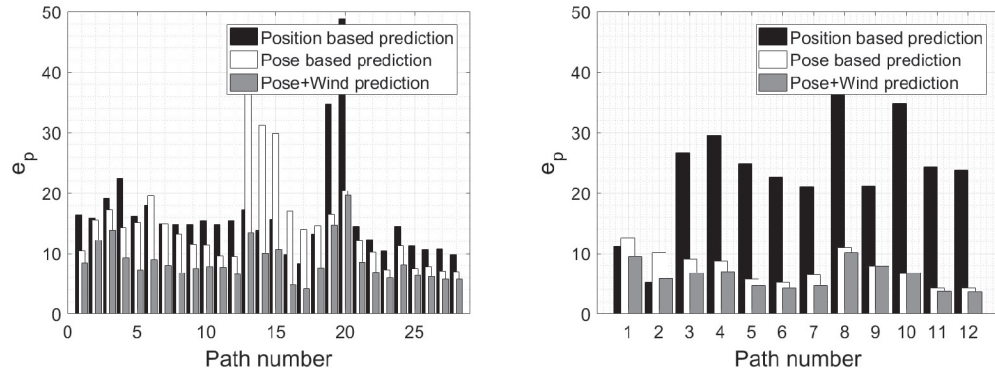 50
40
30
20
10
0
e_p
0 5 10 15 20 25
Path number
Position based prediction
Pose based prediction
Pose+Wind prediction
50
40
30
20
10
0
e_p
1 2 3 4 5 6 7 8 9 10 11 12
Path number
Position based prediction
Pose based prediction
Pose+Wind prediction